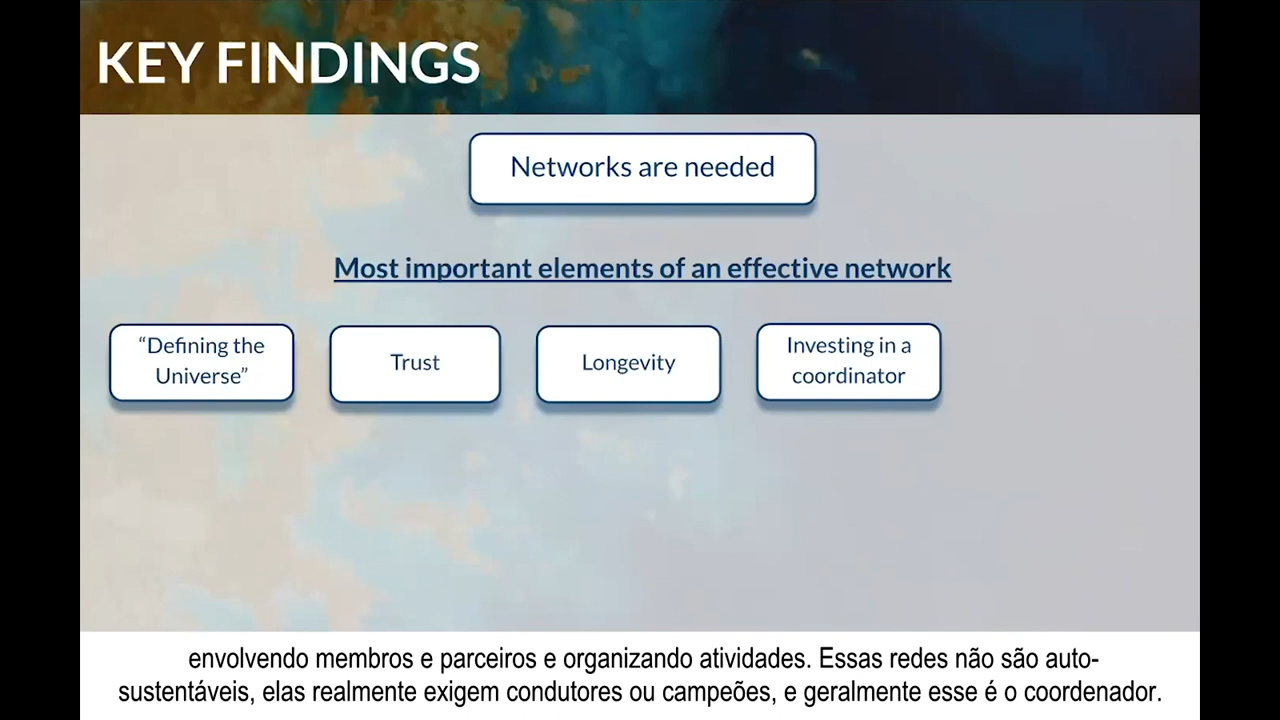 KEY FINDINGS
Networks are needed
Most important elements of an effective network
“Defining the
Universe”
Trust
Longevity
Investing in a
coordinator
envolvendo membros e parceiros e organizando atividades. Essas redes não são auto-
sustentáveis, elas realmente exigem condutores ou campeões, e geralmente esse é o coordenador.